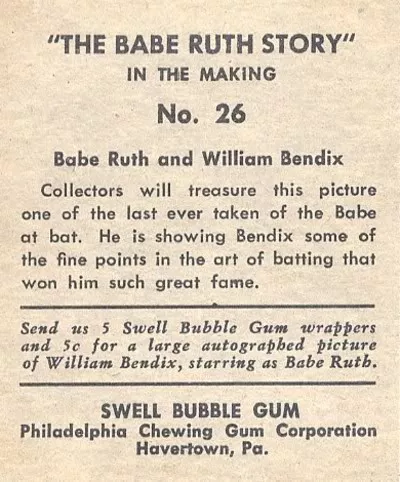 "THE BABE RUTH STORY"
IN THE MAKING
No. 26
Babe Ruth and William Bendix
Collectors will treasure this picture
one of the last ever taken of the Babe
at bat. He is showing Bendix some of
the fine points in the art of batting that
won him such great fame.
Send us 5 Swell Bubble Gum wrappers
and 5c for a large autographed picture
of William Bendix, starring as Babe Ruth.
SWELL BUBBLE GUM
Philadelphia Chewing Gum Corporation
Havertown, Pa.